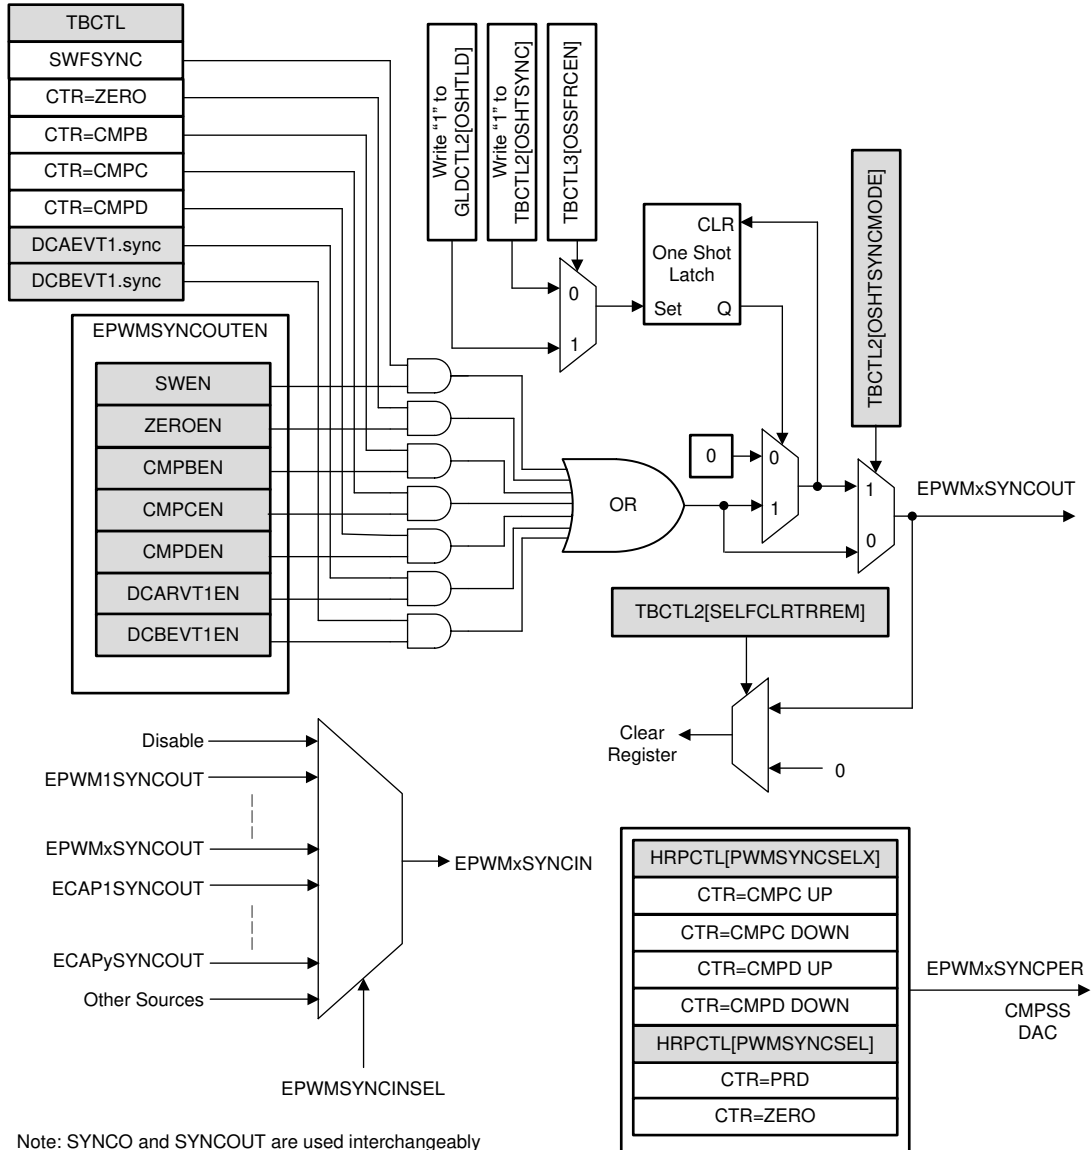 TBCTL
SWFSYNC
CTR=ZERO
CTR=CMPB
CTR=CMPC
CTR=CMPD
DCAEVT1.sync
DCBEVT1.sync
EPWMSYNCOUTEN
SWEN
ZEROEN
CMPBEN
CMPCEN
CMPDEN
DCARVT1EN
DCBEVT1EN
Write “1” to
GLDCTL2[OSHTLD]
Write “1” to
TBCTL2[OSHTSYNC]
TBCTL3[OSSFRCEN]
0
1
CLR
One Shot
Latch
Set Q
TBCTL2[OSHTSYNCMODE]
OR
0
0
1
1
0
EPWMxSYNCOUT
TBCTL2[SELFCLRTRREM]
Clear
Register
0
Disable
EPWM1SYNCOUT
EPWMxSYNCOUT
ECAP1SYNCOUT
ECAPySYNCOUT
Other Sources
EPWMxSYNCIN
EPWMSYNCINSEL
HRPCTL[PWMSYNCSELX]
CTR=CMPC UP
CTR=CMPC DOWN
CTR=CMPD UP
CTR=CMPD DOWN
HRPCTL[PWMSYNCSEL]
CTR=PRD
CTR=ZERO
EPWMxSYNCPER
CMPSS
DAC
Note: SYNCO and SYNCOUT are used interchangeably